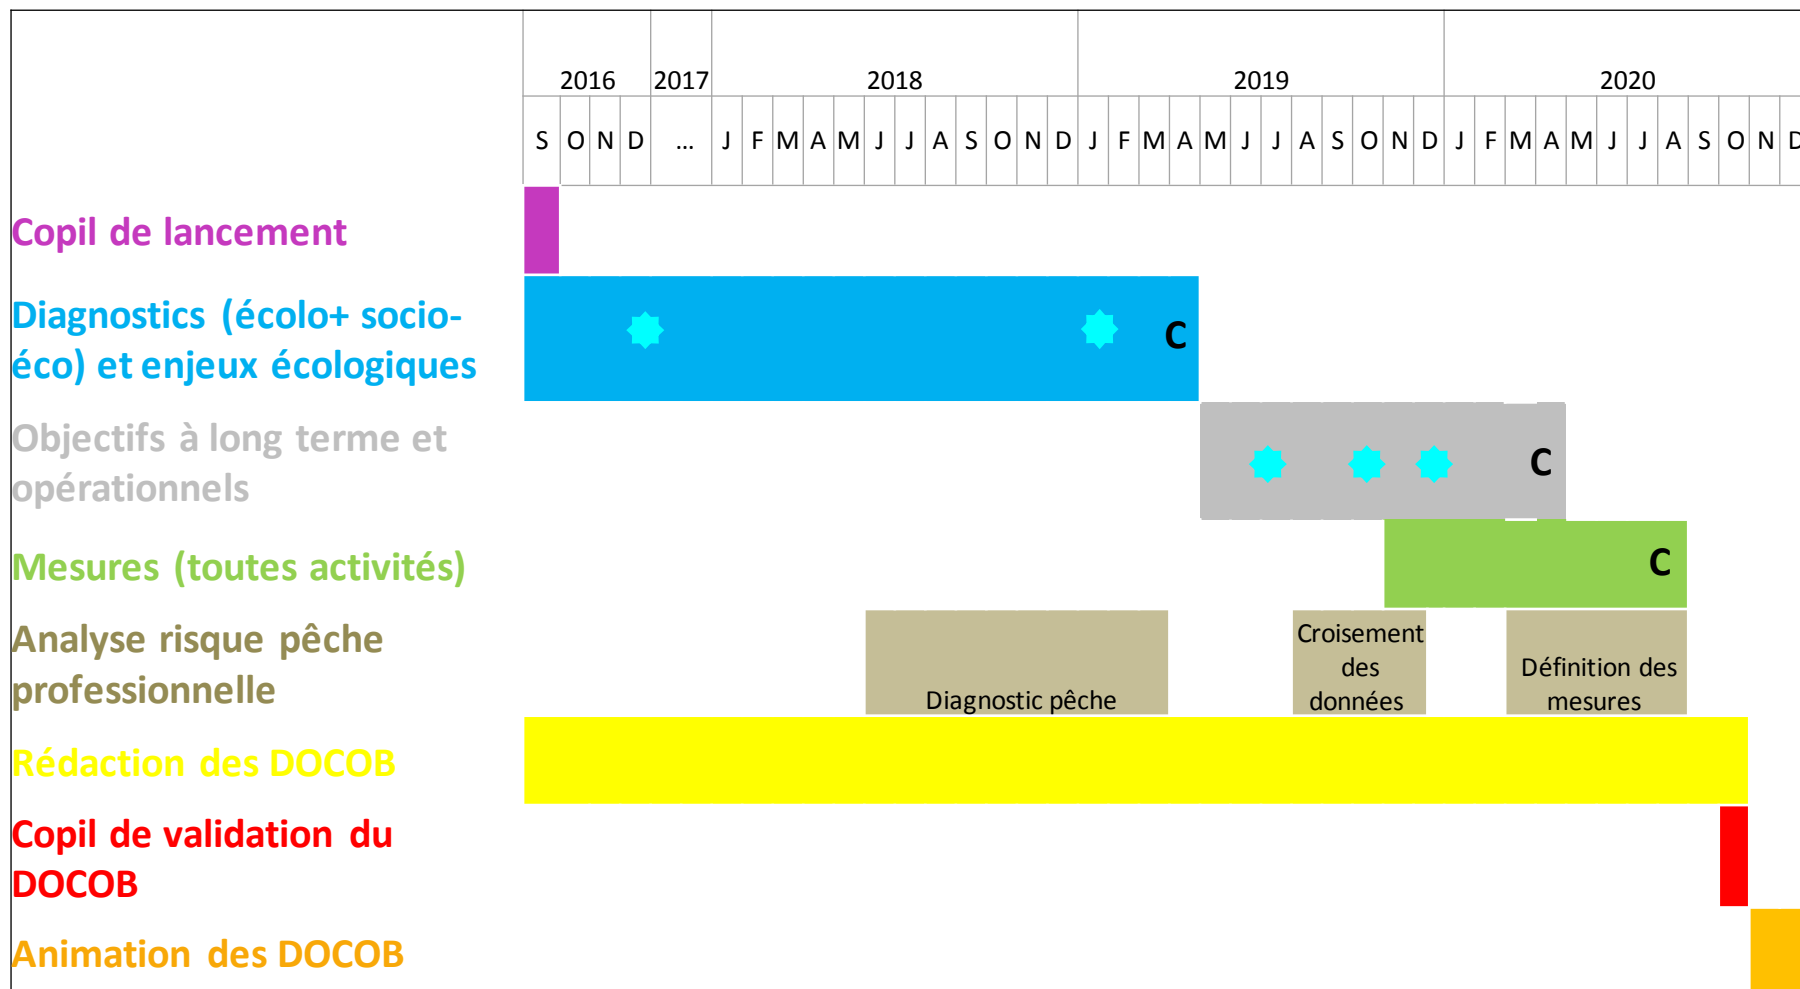 2016 2017 2018 2019 2020
S O N D ... J F M A M J J A S O N D J F M A M J J A S O N D J F M A M J J A S O N D
Copil de lancement
Diagnostics (écolo+ socio-
éco) et enjeux écologiques
C
Objectifs à long terme et
opérationnels
C
Mesures (toutes activités)
C
Analyse risque pêche
professionnelle
Diagnostic pêche
Croisement
des
données
Définition des
mesures
Rédaction des DOCOB
Copil de validation du
DOCOB
Animation des DOCOB